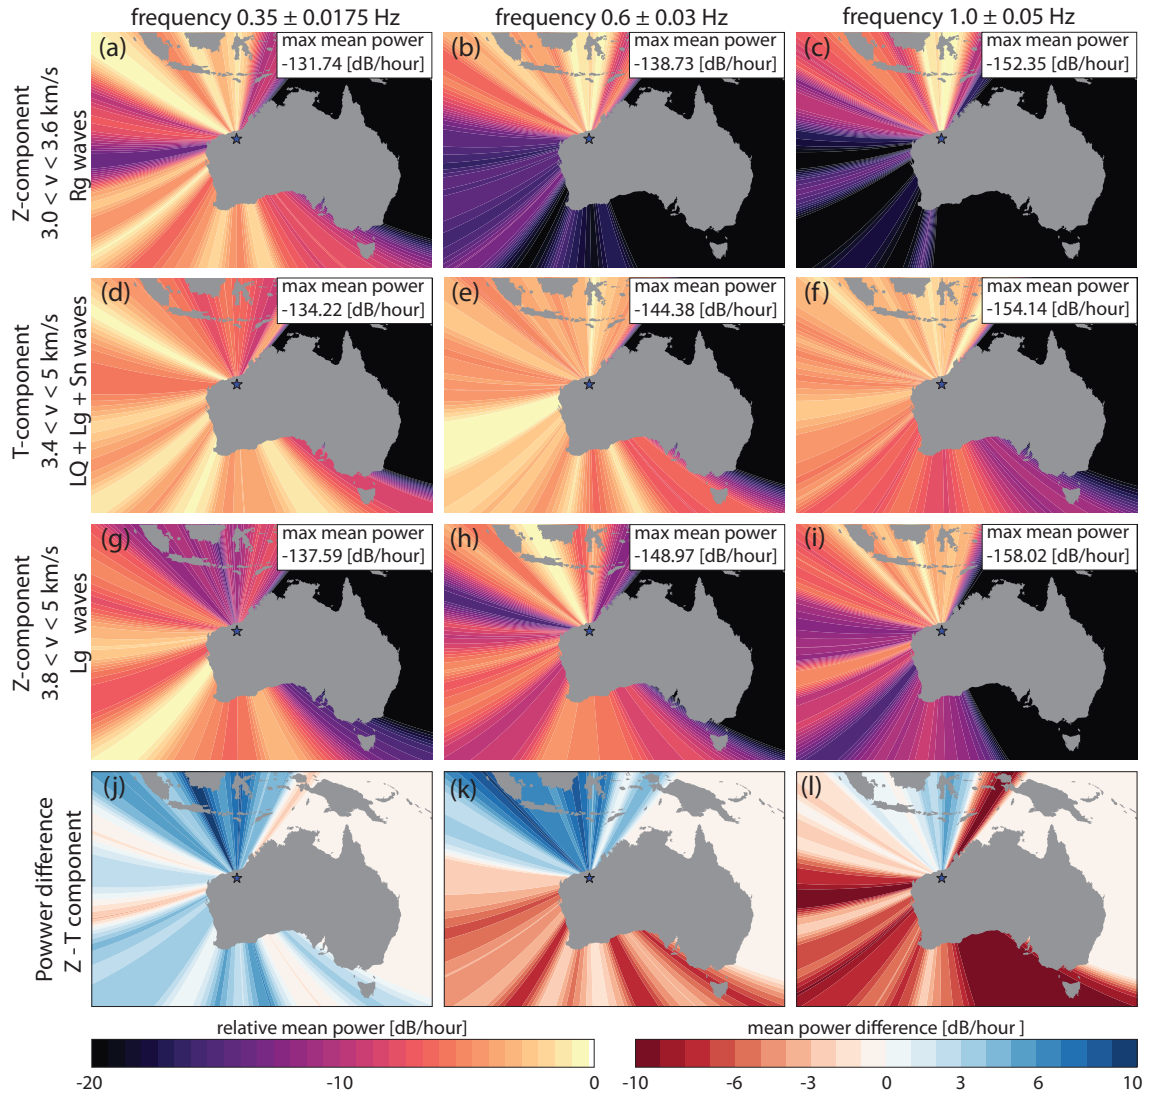 frequency 0.35 ± 0.0175 Hz
frequency 0.6 ± 0.03 Hz
frequency 1.0 ± 0.05 Hz
Z-component
3.0 < v < 3.6 km/s
Rg waves
(a)
max mean power
-131.74 [dB/hour]
(b)
max mean power
-138.73 [dB/hour]
(c)
max mean power
-152.35 [dB/hour]
T-component
3.4 < v < 5 km/s
LQ + Lg + Sn waves
(d)
max mean power
-134.22 [dB/hour]
(e)
max mean power
-144.38 [dB/hour]
(f)
max mean power
-154.14 [dB/hour]
Z-component
3.8 < v < 5 km/s
Lg waves
(g)
max mean power
-137.59 [dB/hour]
(h)
max mean power
-148.97 [dB/hour]
(i)
max mean power
-158.02 [dB/hour]
Powwer difference
Z - T component
(j)
(k)
(l)
relative mean power [dB/hour]
-20 -10 0
mean power difference [dB/hour ]
-10 -6 -3 0 3 6 10